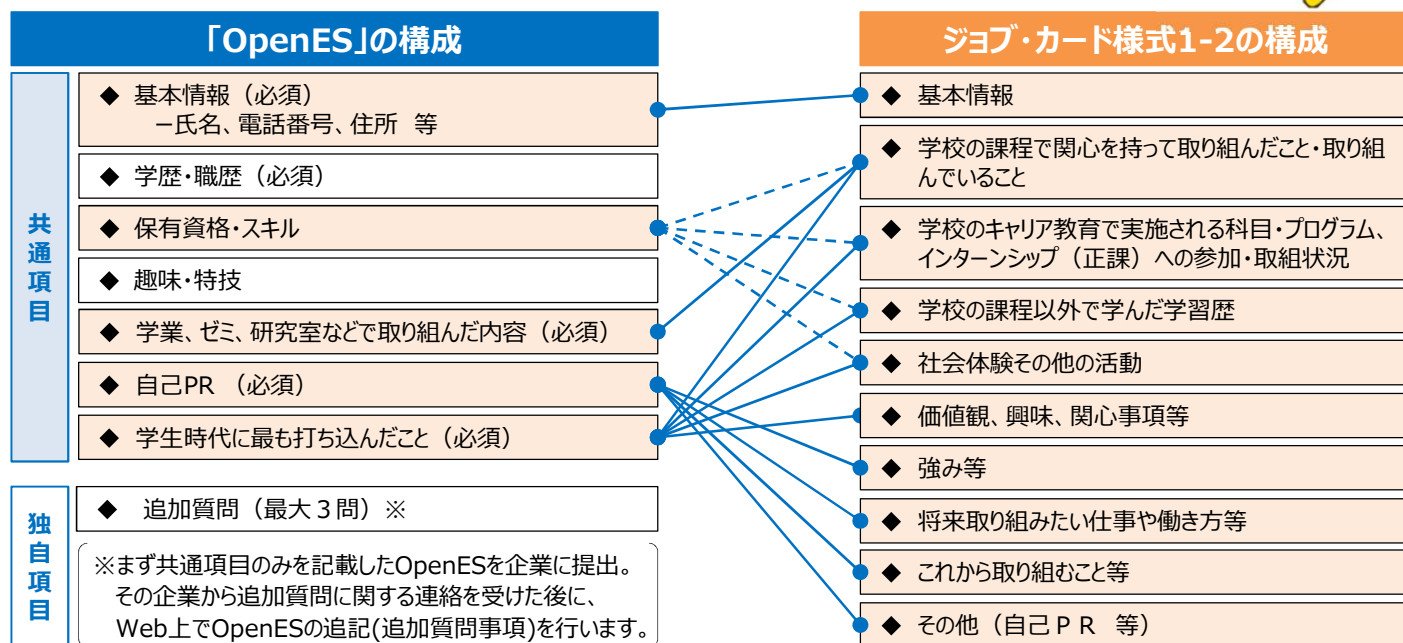 「OpenES」の構成
共通項目
◆ 基本情報（必須）
－氏名、電話番号、住所 等
◆ 学歴・職歴（必須）
◆ 保有資格・スキル
◆ 趣味・特技
◆ 学業、ゼミ、研究室などで取り組んだ内容（必須）
◆ 自己PR （必須）
◆ 学生時代に最も打ち込んだこと（必須）
独自項目
◆ 追加質問（最大３問）※
※まず共通項目のみを記載したOpenESを企業に提出。
その企業から追加質問に関する連絡を受けた後に、
Web上でOpenESの追記(追加質問事項)を行います。
ジョブ・カード様式1-2の構成
◆ 基本情報
◆ 学校の課程で関心を持って取り組んだこと・取り組
んでいること
◆ 学校のキャリア教育で実施される科目・プログラム、
インターンシップ（正課）への参加・取組状況
◆ 学校の課程以外で学んだ学習歴
◆ 社会体験その他の活動
◆ 価値観、興味、関心事項等
◆ 強み等
◆ 将来取り組みたい仕事や働き方等
◆ これから取り組むこと等
◆ その他（自己ＰＲ 等）